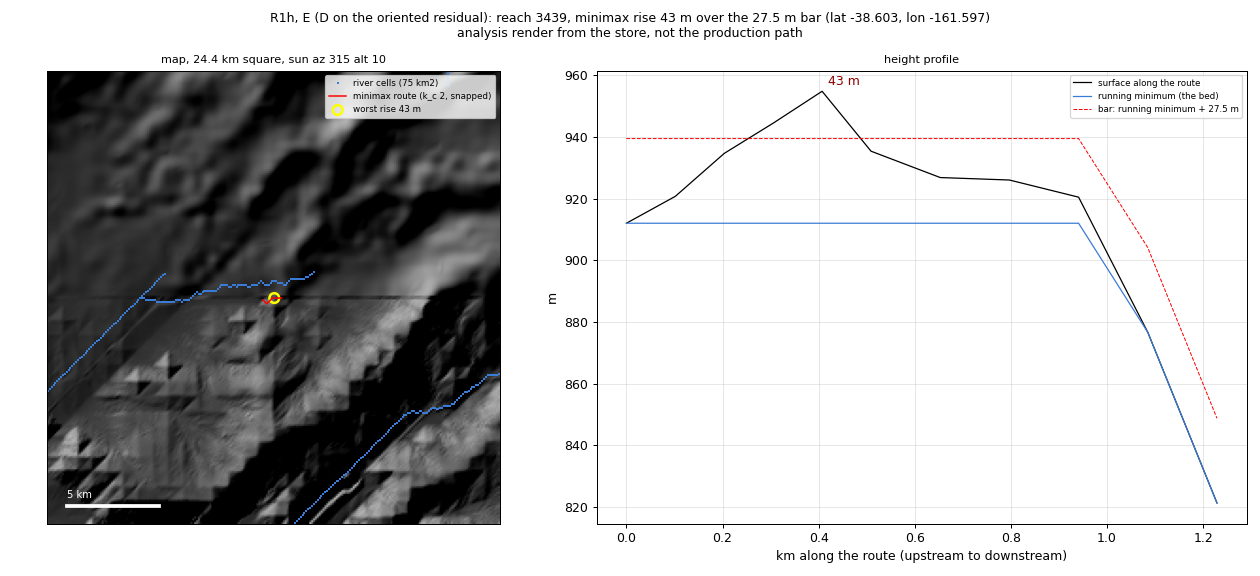 R1h, E (D on the oriented residual): reach 3439, minimax rise 43 m over the 27.5 m bar (lat -38.603, lon -161.597)
analysis render from the store, not the production path
map, 24.4 km square, sun az 315 alt 10
river cells (75 km2)
minimax route (k_c 2, snapped)
worst rise 43 m
5 km
height profile
43 m
surface along the route
running minimum (the bed)
bar: running minimum + 27.5 m
960
940
920
900
880
860
840
820
m
0.0 0.2 0.4 0.6 0.8 1.0 1.2
km along the route (upstream to downstream)